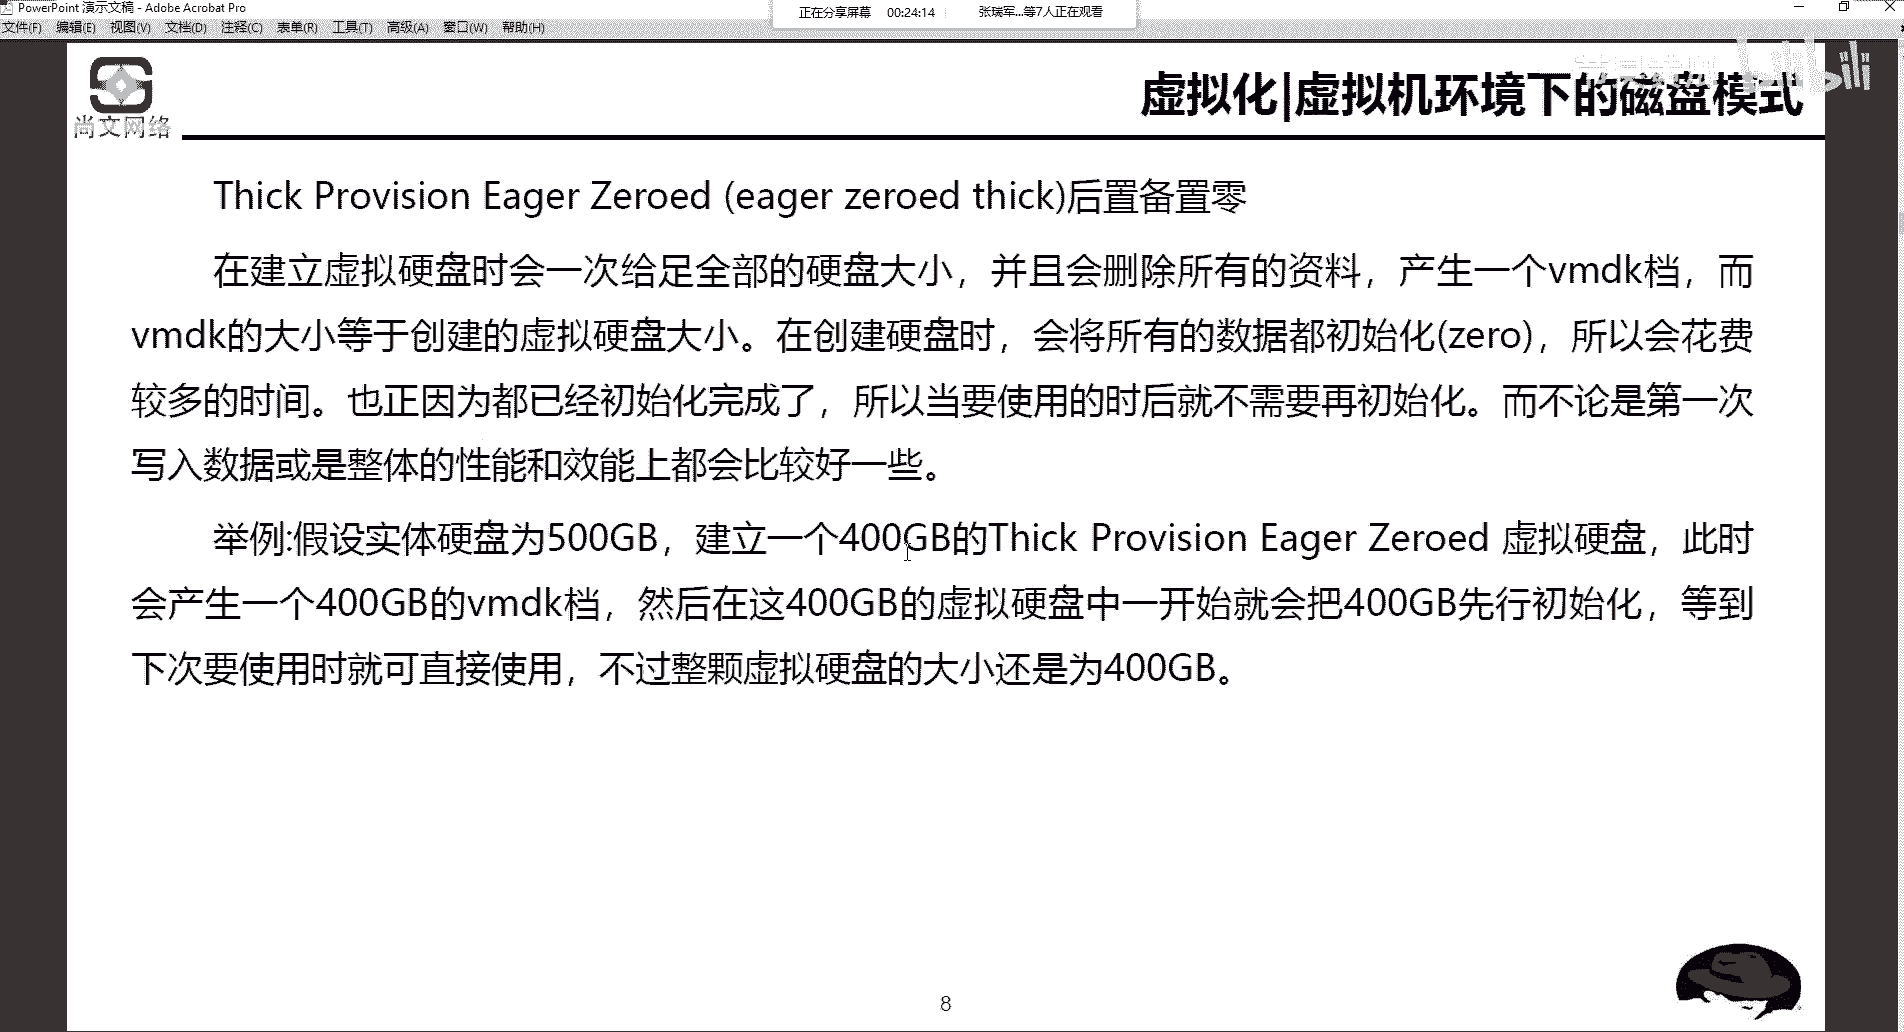 PowerPoint 演示文稿 - Adobe Acrobat Pro
正在分享屏幕 00:24:14 张瑞军...等7人正在观看
文件(F) 编辑(E) 视图(V) 文档(D) 注释(C) 表单(R) 工具(T) 高级(A) 窗口(W) 帮助(H)
bilibili
尚文网络
虚拟化|虚拟机环境下的磁盘模式
Thick Provision Eager Zeroed (eager zeroed thick)后置备置零
在建立虚拟硬盘时会一次给足全部的硬盘大小，并且会删除所有的资料，产生一个vmdk档，而
vmdk的大小等于创建的虚拟硬盘大小。在创建硬盘时，会将所有的数据都初始化(zero)，所以会花费
较多的时间。也正因为都已经初始化完成了，所以当要使用的时后就不需要再初始化。而不论是第一次
写入数据或是整体的性能和效能上都会比较好一些。
举例:假设实体硬盘为500GB，建立一个400GB的Thick Provision Eager Zeroed 虚拟硬盘，此时
会产生一个400GB的vmdk档，然后在这400GB的虚拟硬盘中一开始就会把400GB先行初始化，等到
下次要使用时就可直接使用，不过整颗虚拟硬盘的大小还是为400GB。
8